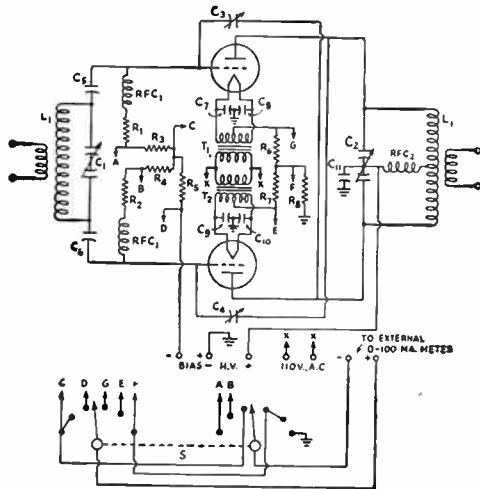 C3
C5
RFC1
C7
C8
L1
R1
C
C2
L1
C1
A
R3
T1
R6
G
C11
RFC2
B
R4
X
X
R2
R5
T2
R7
F
R8
D
RFC1
C9
C10
E
C6
C4
TO EXTERNAL
0-100 MA. METER
- BIAS + - H.V. + 110V. A.C. - +
X X
C D G E F A B
S